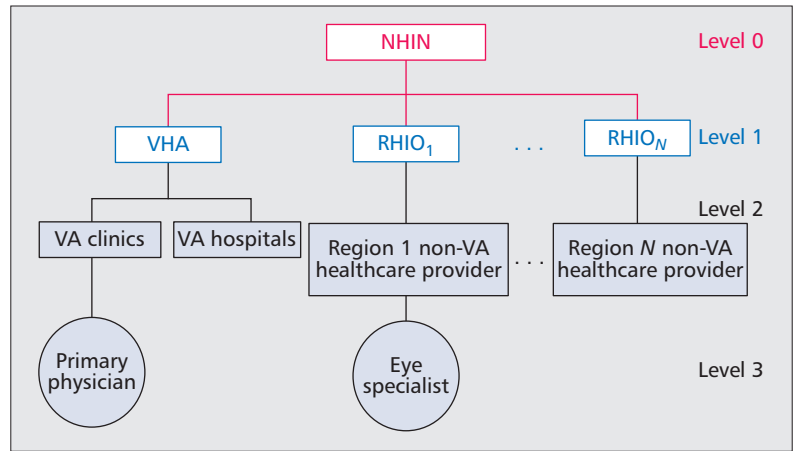 NHIN
Level 0
VHA
RHIO1
. . .
RHION
Level 1
Level 2
VA clinics
VA hospitals
Region 1 non-VA
healthcare provider
. . .
Region N non-VA
healthcare provider
Primary
physician
Eye
specialist
Level 3